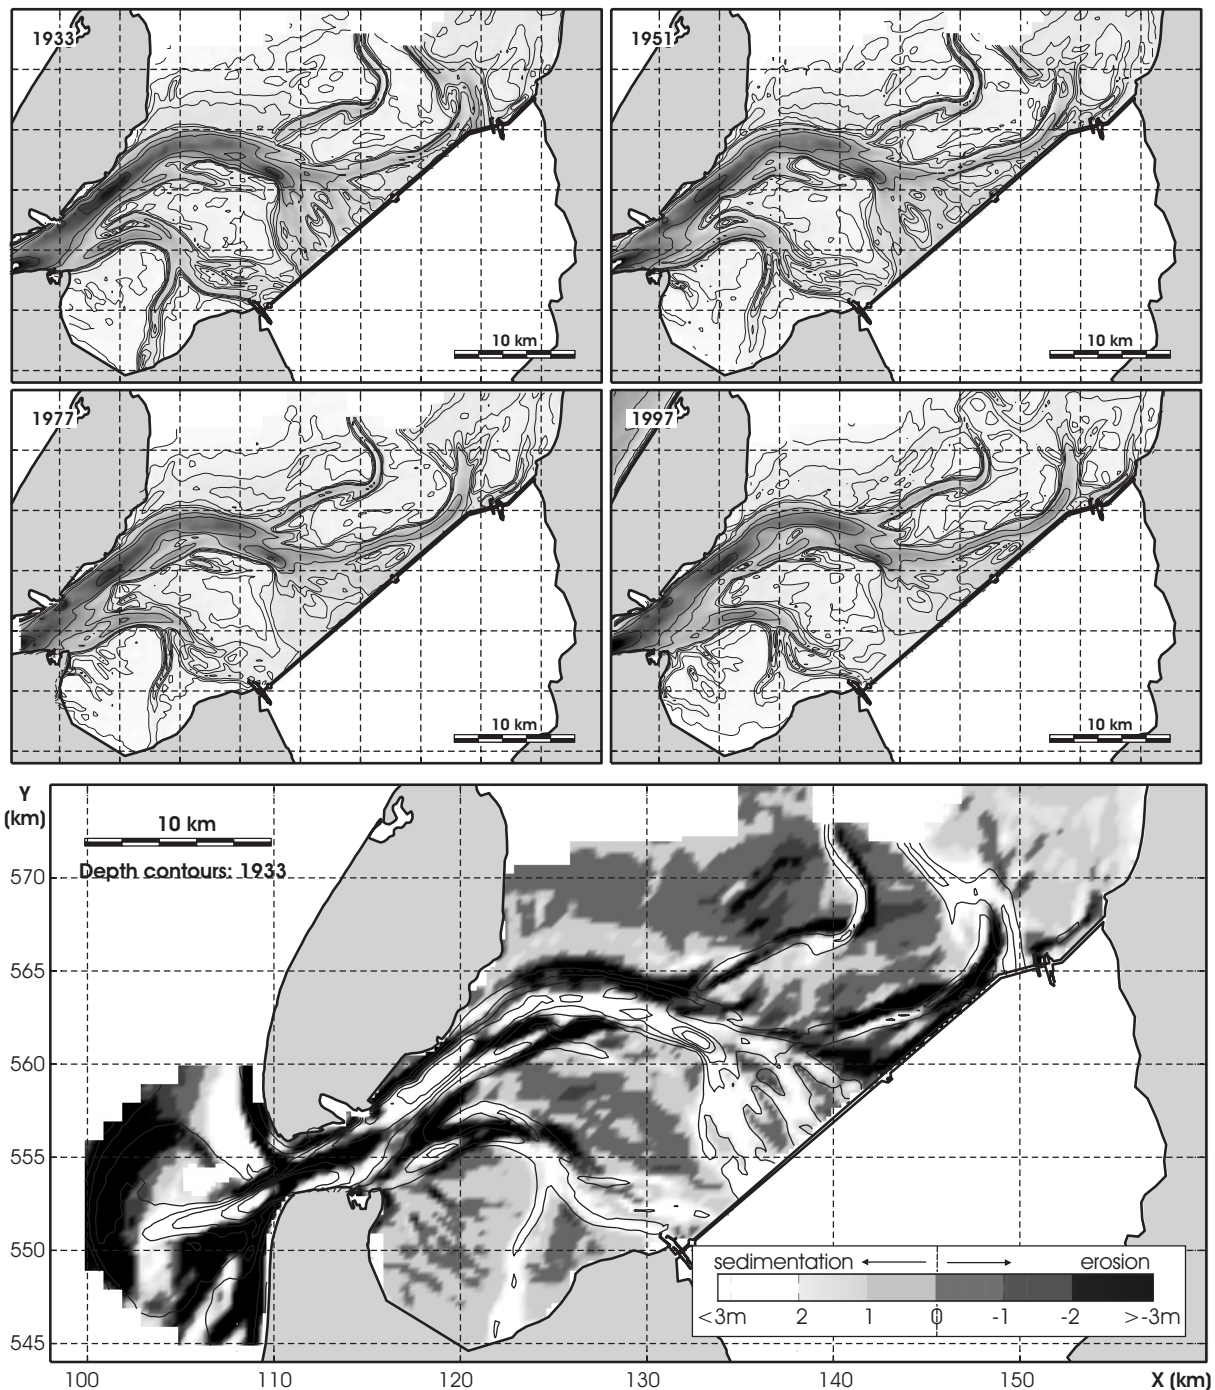 1933
1951
10 km
10 km
1977
1997
10 km
10 km
Y
(km)
10 km
Depth contours: 1933
570
565
560
555
550
545
sedimentation
erosion
<3m 2 1 0 -1 -2 >-3m
100 110 120 130 140 150 X (km)